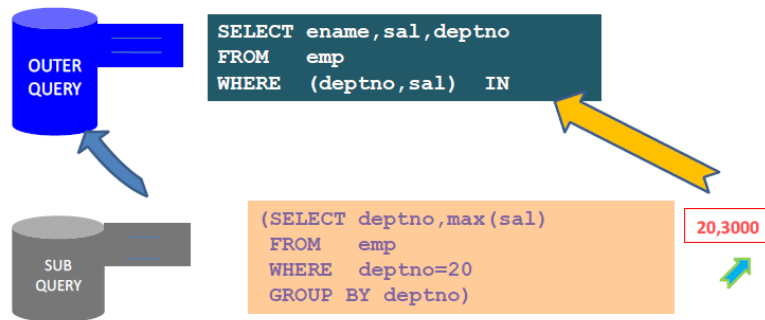 OUTER
QUERY
SELECT ename,sal,deptno
FROM emp
WHERE (deptno,sal) IN
SUB
QUERY
(SELECT deptno,max(sal)
FROM emp
WHERE deptno=20
GROUP BY deptno)
20,3000